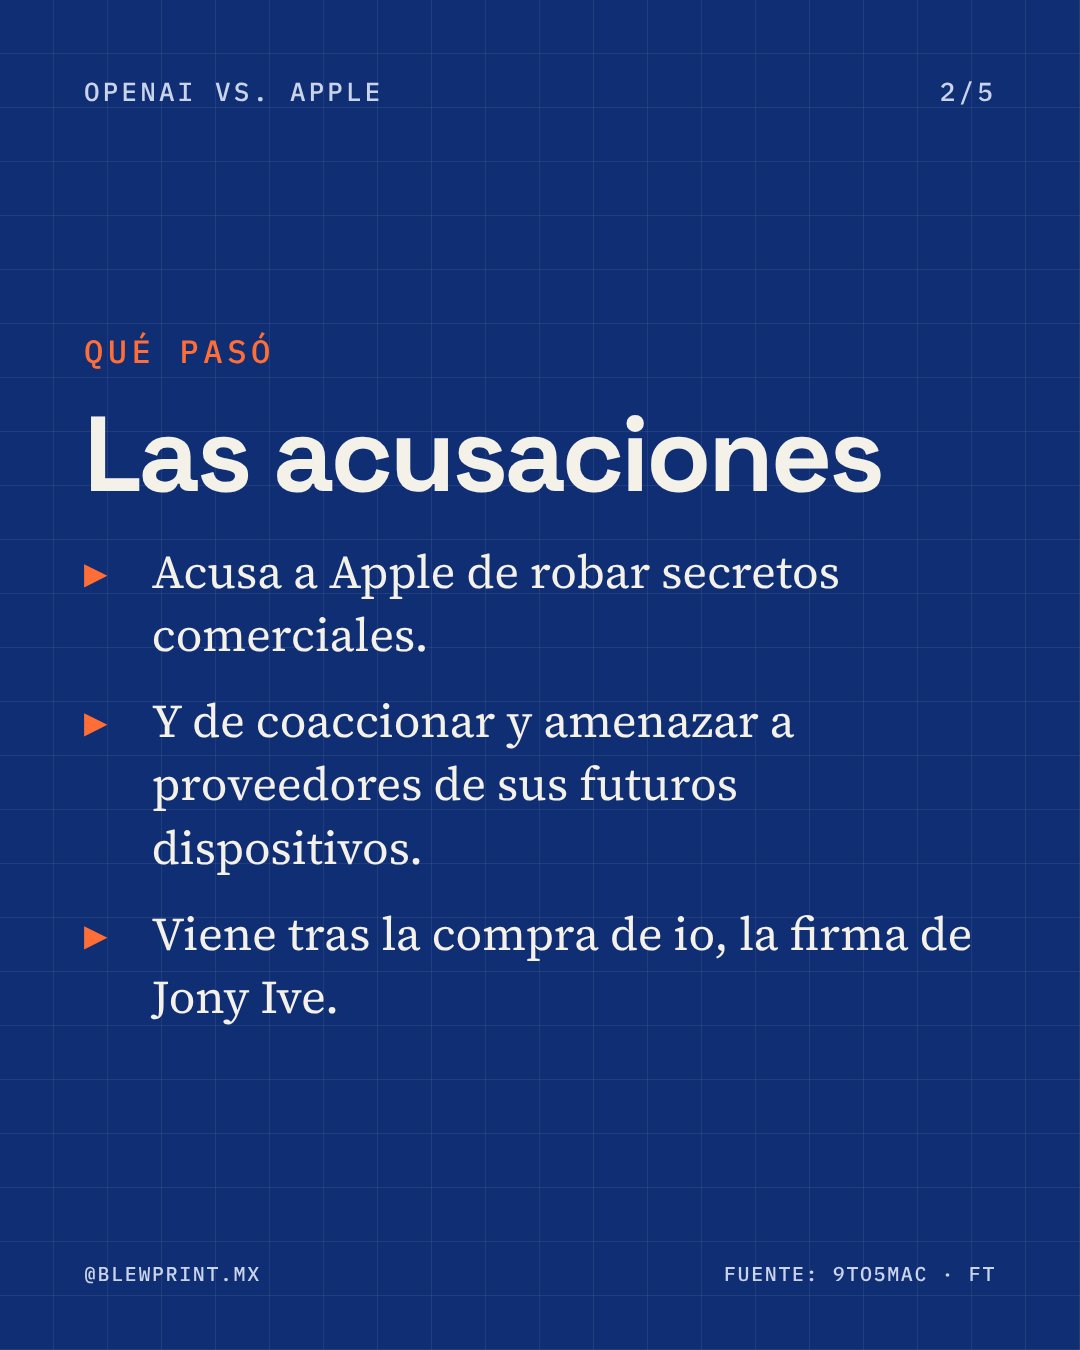 OPENAI VS. APPLE
2/5
QUÉ PASÓ
Las acusaciones
▶ Acusa a Apple de robar secretos
comerciales.
▶ Y de coaccionar y amenazar a
proveedores de sus futuros
dispositivos.
▶ Viene tras la compra de io, la firma de
Jony Ive.
@BLEWPRINT.MX
FUENTE: 9TO5MAC · FT